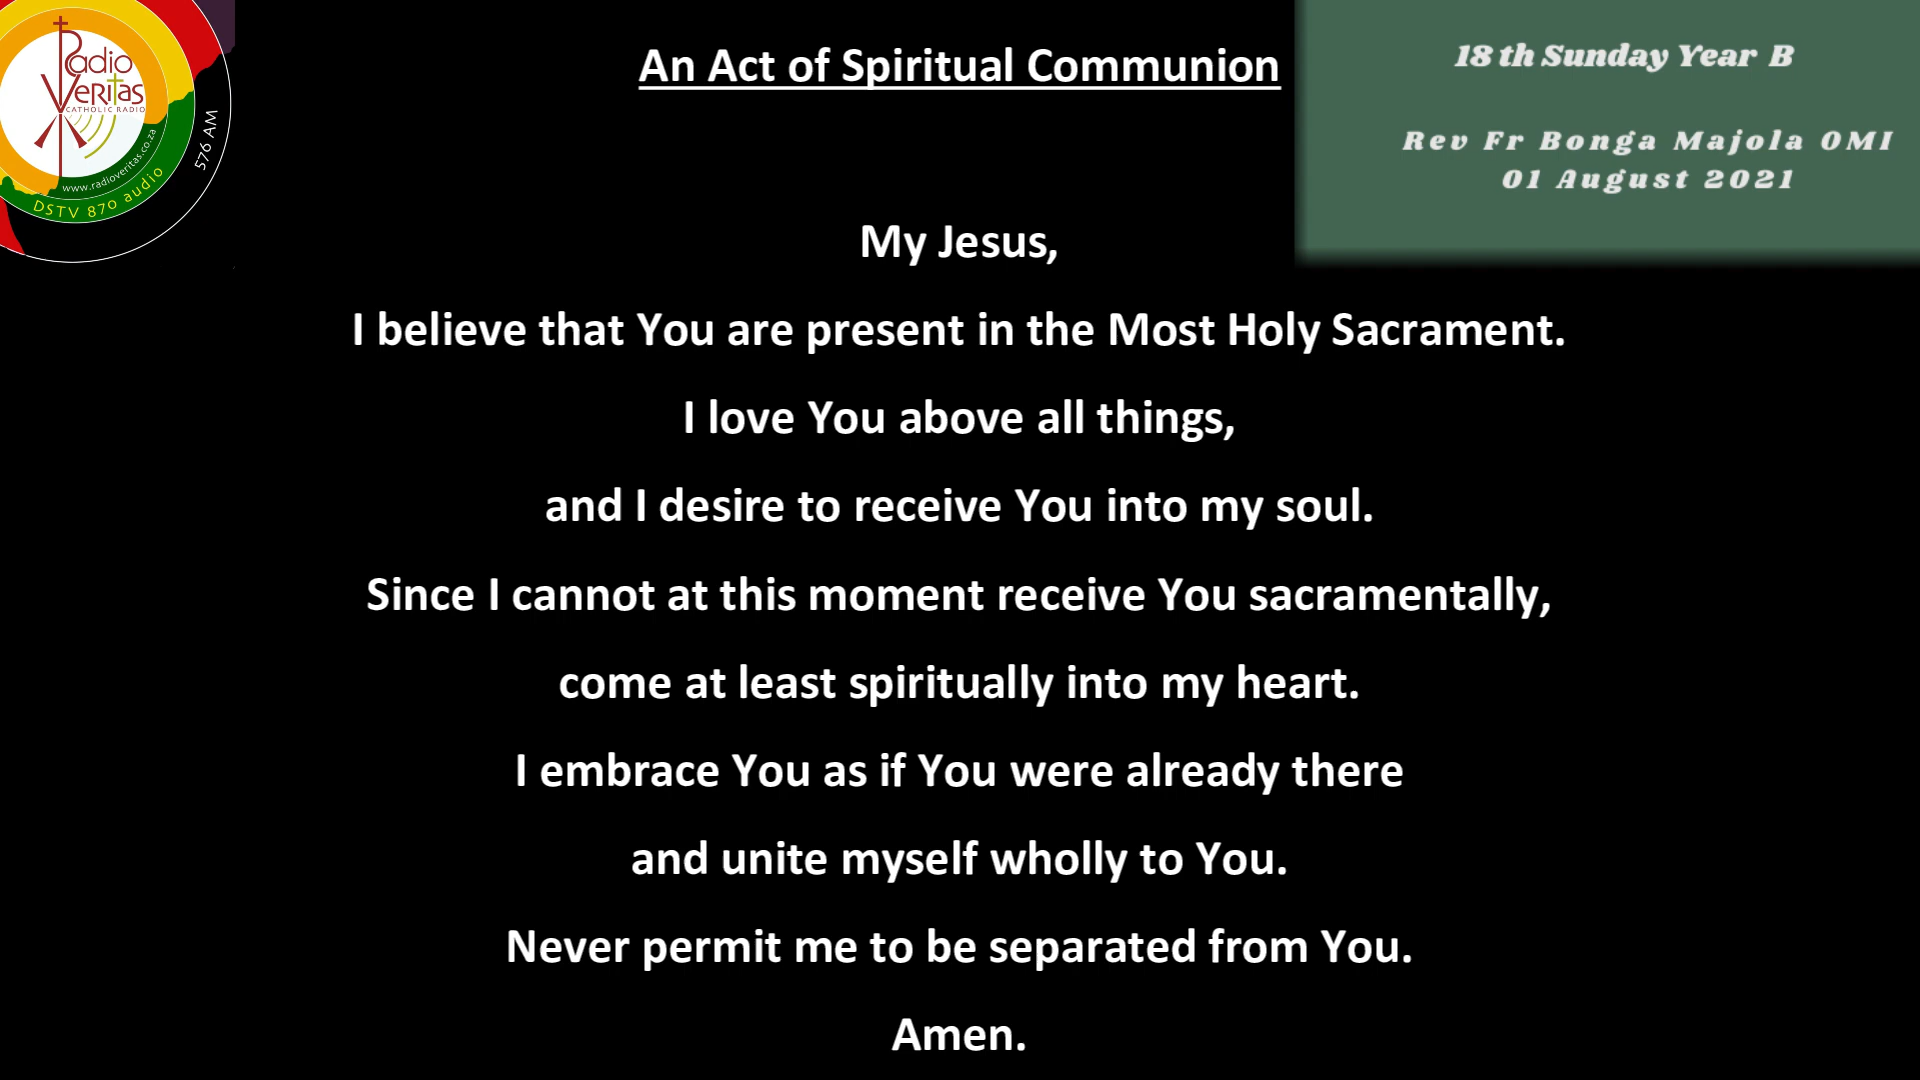 Radio
Veritas
CATHOLIC RADIO
www.radioveritas.co.za
DSTV 870 audio
576 AM
An Act of Spiritual Communion
18 th Sunday Year B
Rev Fr Bonga Majola OMI
01 August 2021
My Jesus,
I believe that You are present in the Most Holy Sacrament.
I love You above all things,
and I desire to receive You into my soul.
Since I cannot at this moment receive You sacramentally,
come at least spiritually into my heart.
I embrace You as if You were already there
and unite myself wholly to You.
Never permit me to be separated from You.
Amen.